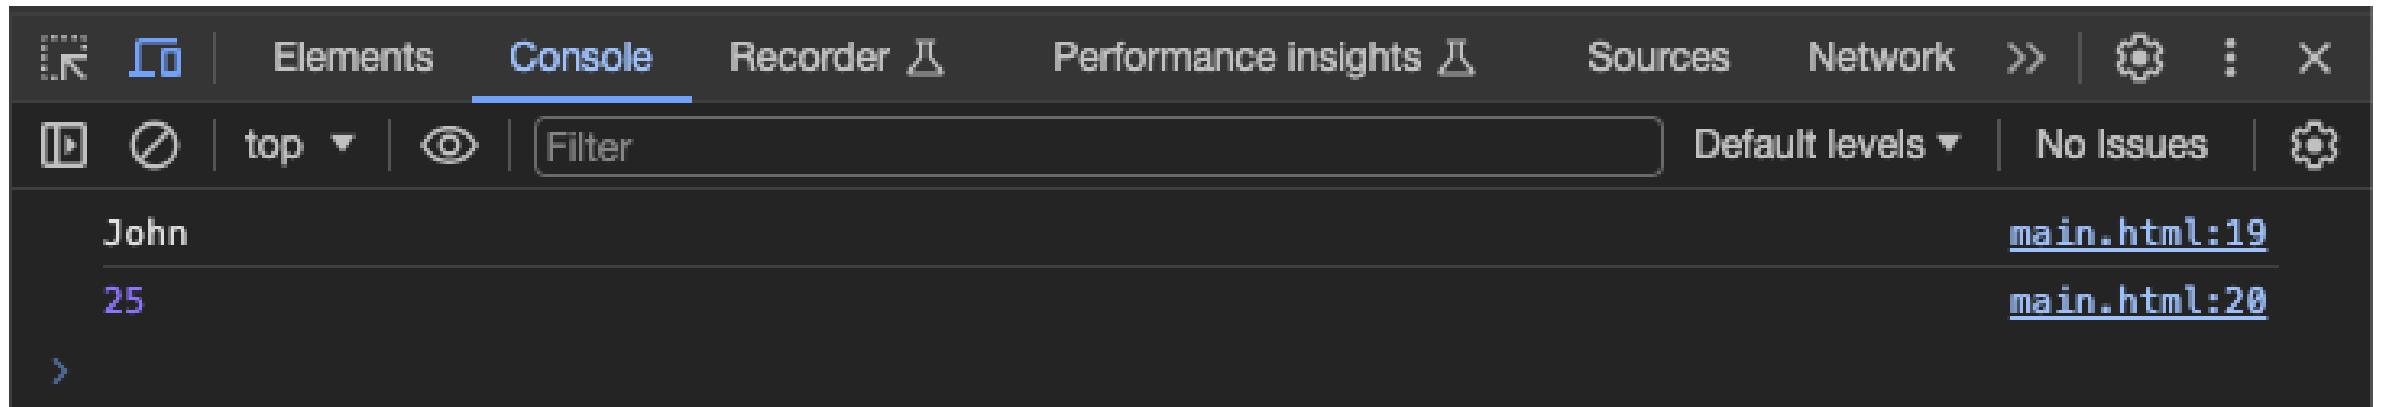 Elements Console Recorder Performance insights Sources Network
top Filter Default levels No Issues
John main.html:19
25 main.html:20